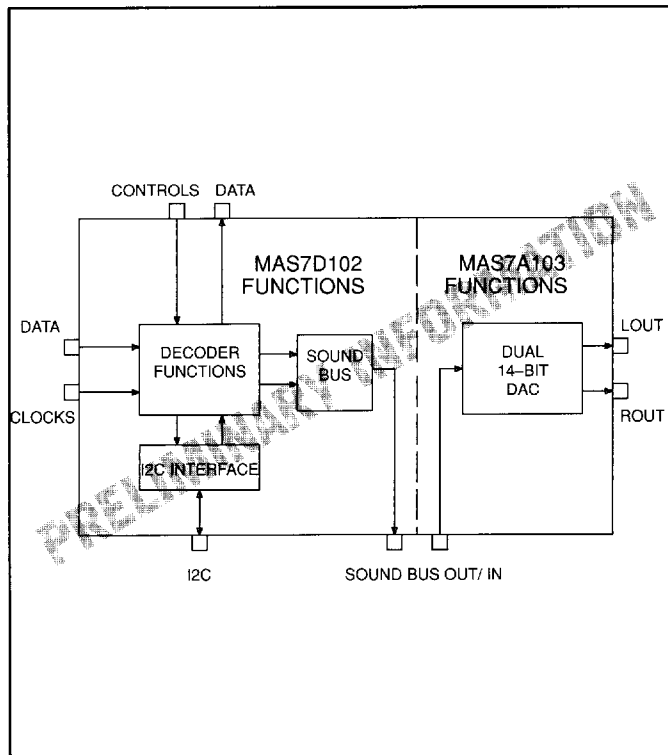 CONTROLS DATA
MAS7D102
FUNCTIONS
MAS7A103
FUNCTIONS
DATA
CLOCKS
DECODER
FUNCTIONS
SOUND
BUS
DUAL
14-BIT
DAC
LOUT
ROUT
I2C INTERFACE
I2C
SOUND BUS OUT/ IN
PRELIMINARY INFORMATION